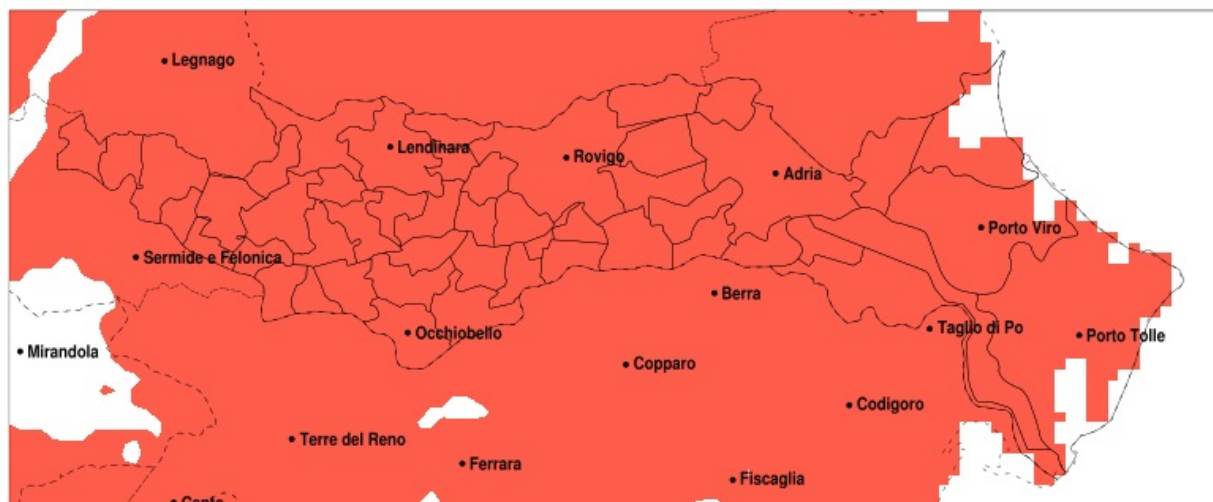 Legnago
Lendinara
Rovigo
Adria
Porto Viro
Sermide e Felonica
Berra
Occhiobello
Taglio di Po
Porto Tolle
Mirandola
Copparo
Codigoro
Terre del Reno
Ferrara
Fiscaglia